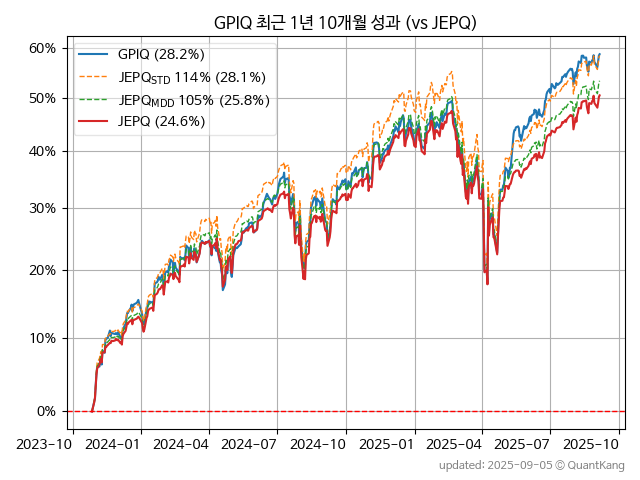 GPIQ 최근 1년 10개월 성과 (vs JEPQ)
60%
50%
40%
30%
20%
10%
0%
GPIQ (28.2%)
JEPQSTD 114% (28.1%)
JEPQMDD 105% (25.8%)
JEPQ (24.6%)
2023-10 2024-01 2024-04 2024-07 2024-10 2025-01 2025-04 2025-07 2025-10
updated: 2025-09-05 © QuantKang